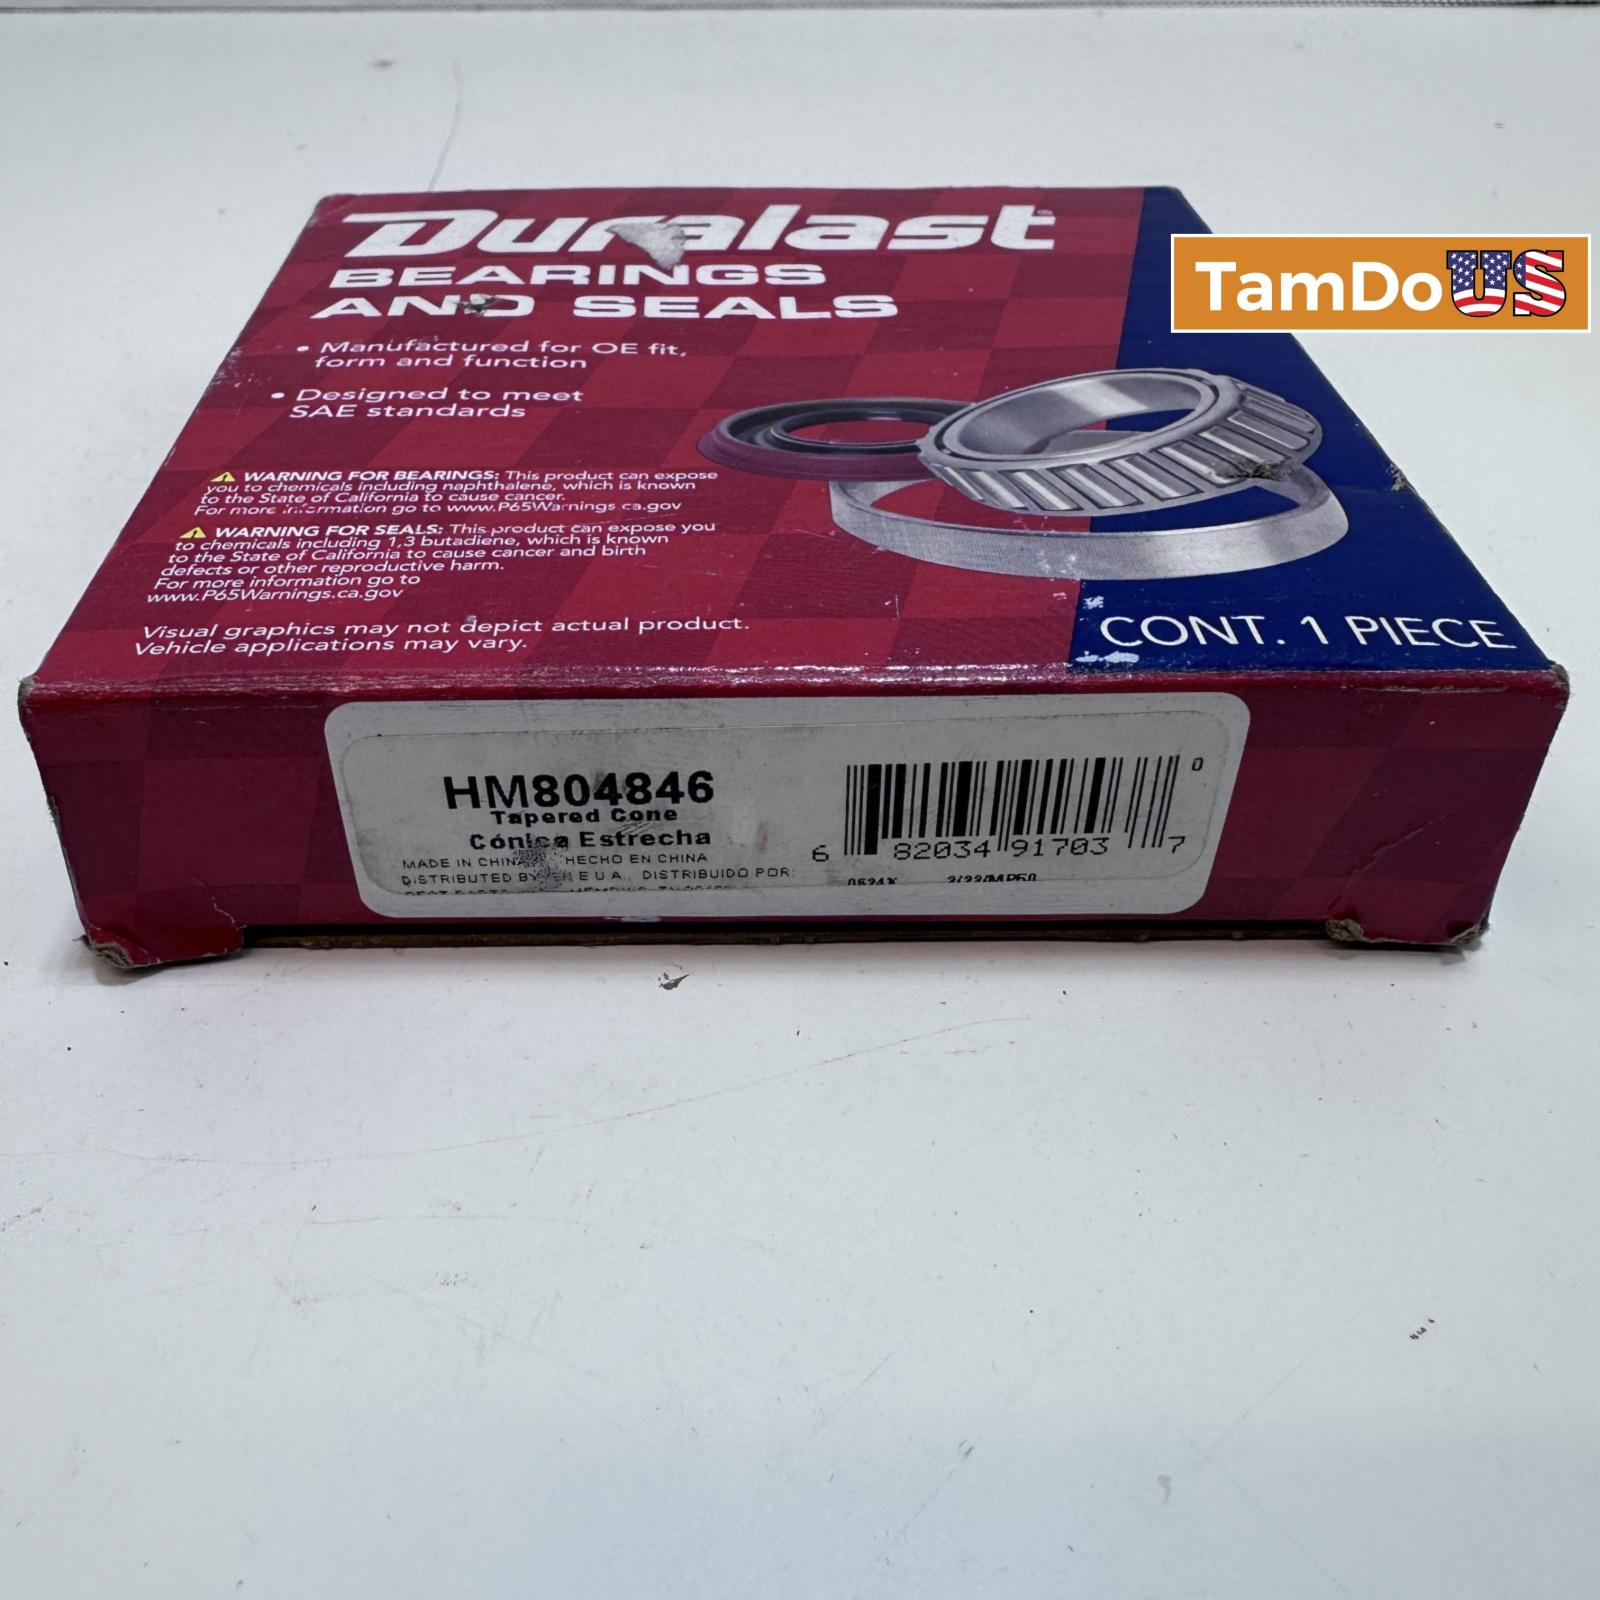 Duralast®
BEARINGS
AND SEALS
• Manufactured for OE fit,
form and function
• Designed to meet
SAE standards
WARNING FOR BEARINGS: This product can expose
you to chemicals including naphthalene, which is known
to the State of California to cause cancer.
For more information go to www.P65Warnings.ca.gov
WARNING FOR SEALS: This product can expose you
to chemicals including 1,3 butadiene, which is known
to the State of California to cause cancer and birth
defects or other reproductive harm.
For more information go to
www.P65Warnings.ca.gov
Visual graphics may not depict actual product.
Vehicle applications may vary.
TamDoUS
CONT. 1 PIECE
HM804846
Tapered Cone
Cónica Estrecha
MADE IN CHINA HECHO EN CHINA
DISTRIBUTED BY E.U.A., DISTRIBUIDO POR:
0
6 82034 91703 7